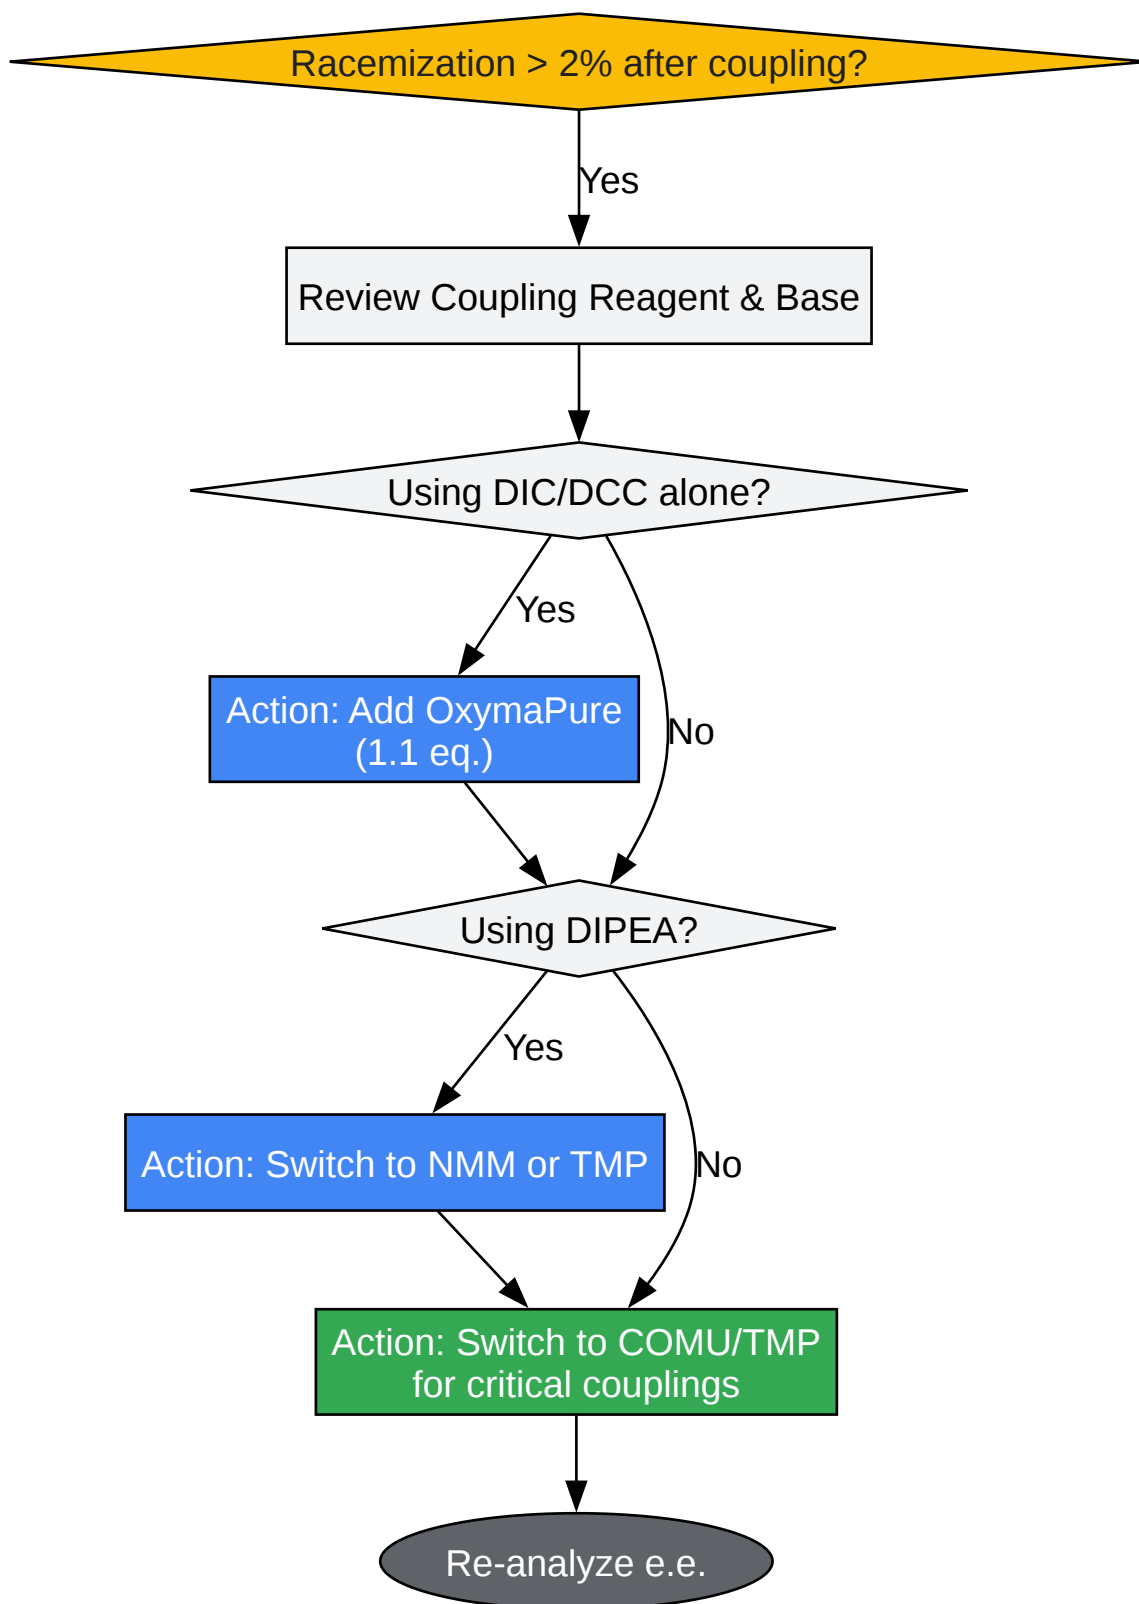 Racemization > 2% after coupling?
Yes
Review Coupling Reagent & Base
Using DIC/DCC alone?
Yes
Action: Add OxymaPure
(1.1 eq.)
No
Using DIPEA?
Yes
Action: Switch to NMM or TMP
No
Action: Switch to COMU/TMP
for critical couplings
Re-analyze e.e.